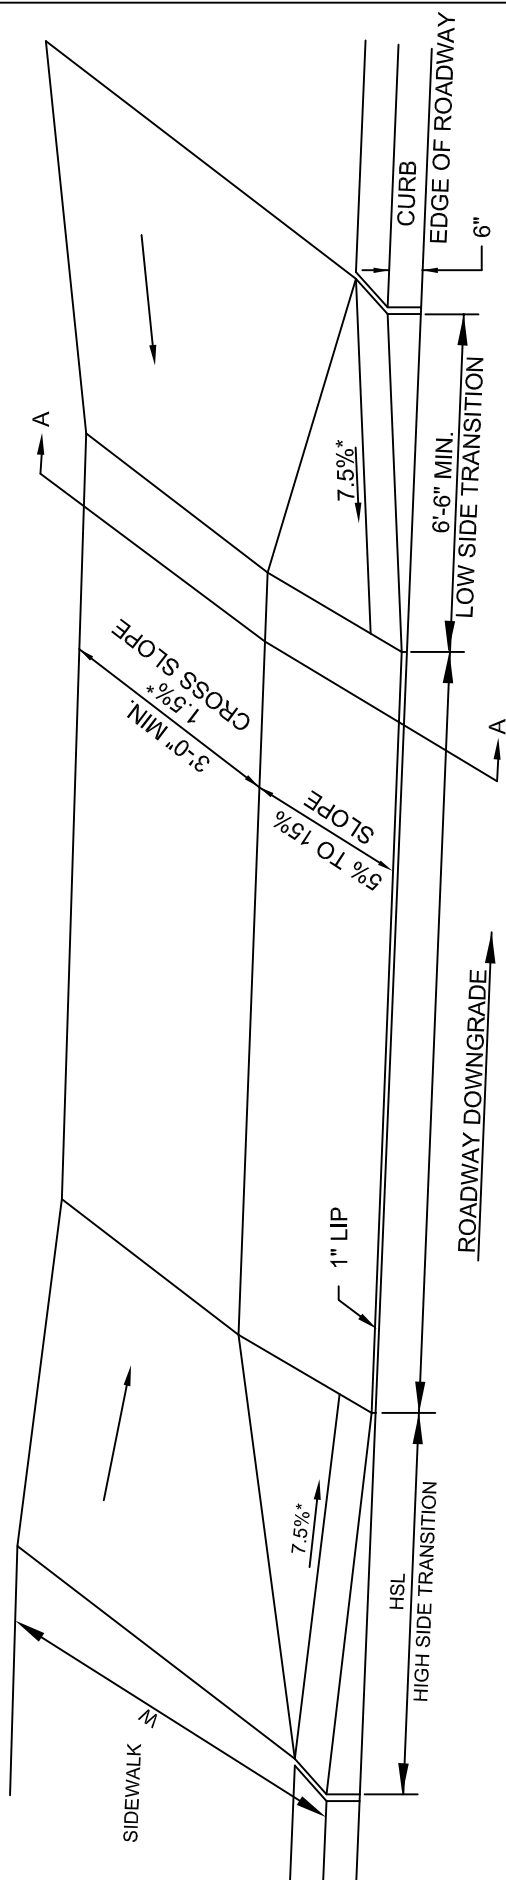 SIDEWALK
W
HSL
HIGH SIDE TRANSITION
7.5%*
1" LIP
ROADWAY DOWNGRADE
5% TO 15%
SLOPE
3'-0" MIN.
1.5%*
CROSS SLOPE
A
A
7.5%*
6'-6" MIN.
LOW SIDE TRANSITION
6"
CURB
EDGE OF ROADWAY